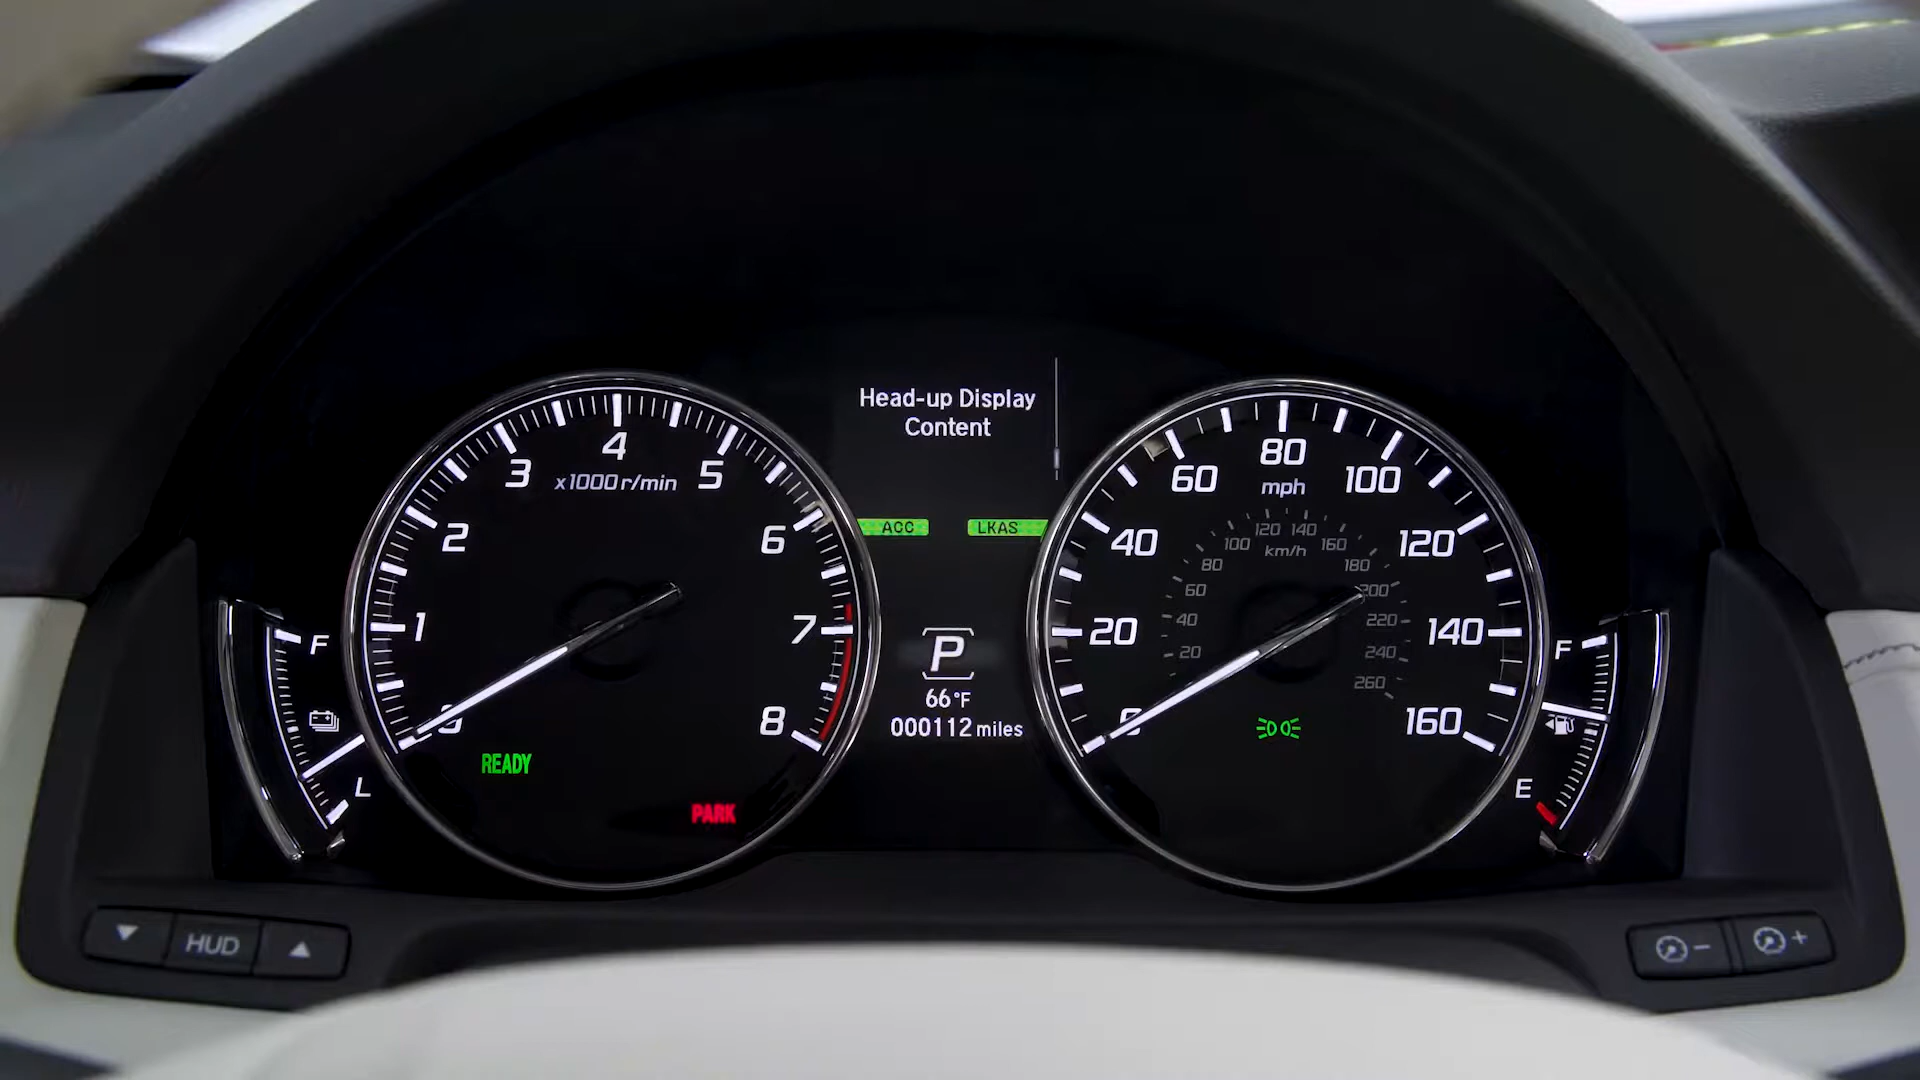 Head-up Display
Content
ACC
LKAS
P
66°F
000112 miles
0
1
2
3
4
5
6
7
8
x1000r/min
READY
PARK
F
L
0
20
40
60
80
100
120
140
160
mph
20
40
60
80
100
120
140
160
180
200
220
240
260
km/h
F
E
HUD
- +